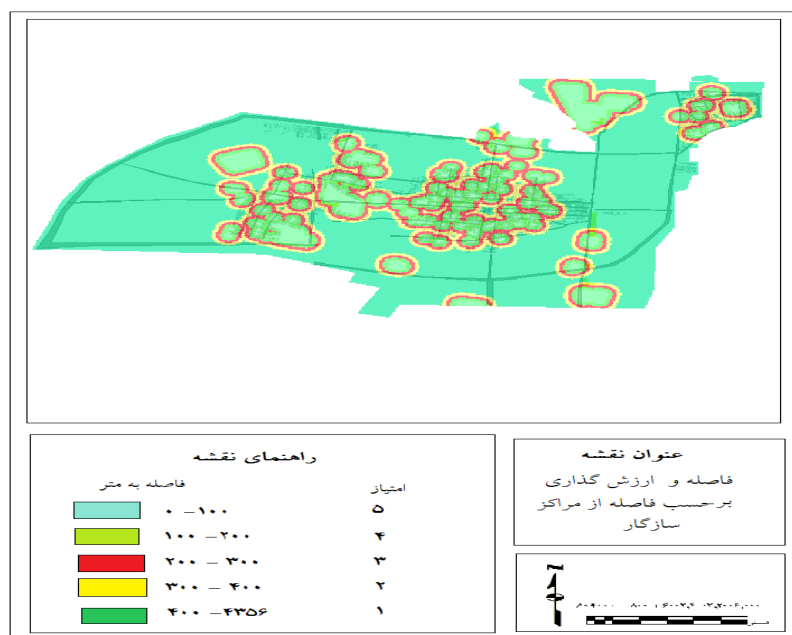 راهنمای نقشه
فاصله به متر امتیاز
۰ – ۱۰۰ ۵
۱۰۰ – ۲۰۰ ۴
۲۰۰ – ۳۰۰ ۳
۳۰۰ – ۴۰۰ ۲
۴۰۰ – ۴۳۵۶ ۱
عنوان نقشه
فاصله و ارزش گذاری
برحسب فاصله از مراکز
سازگار